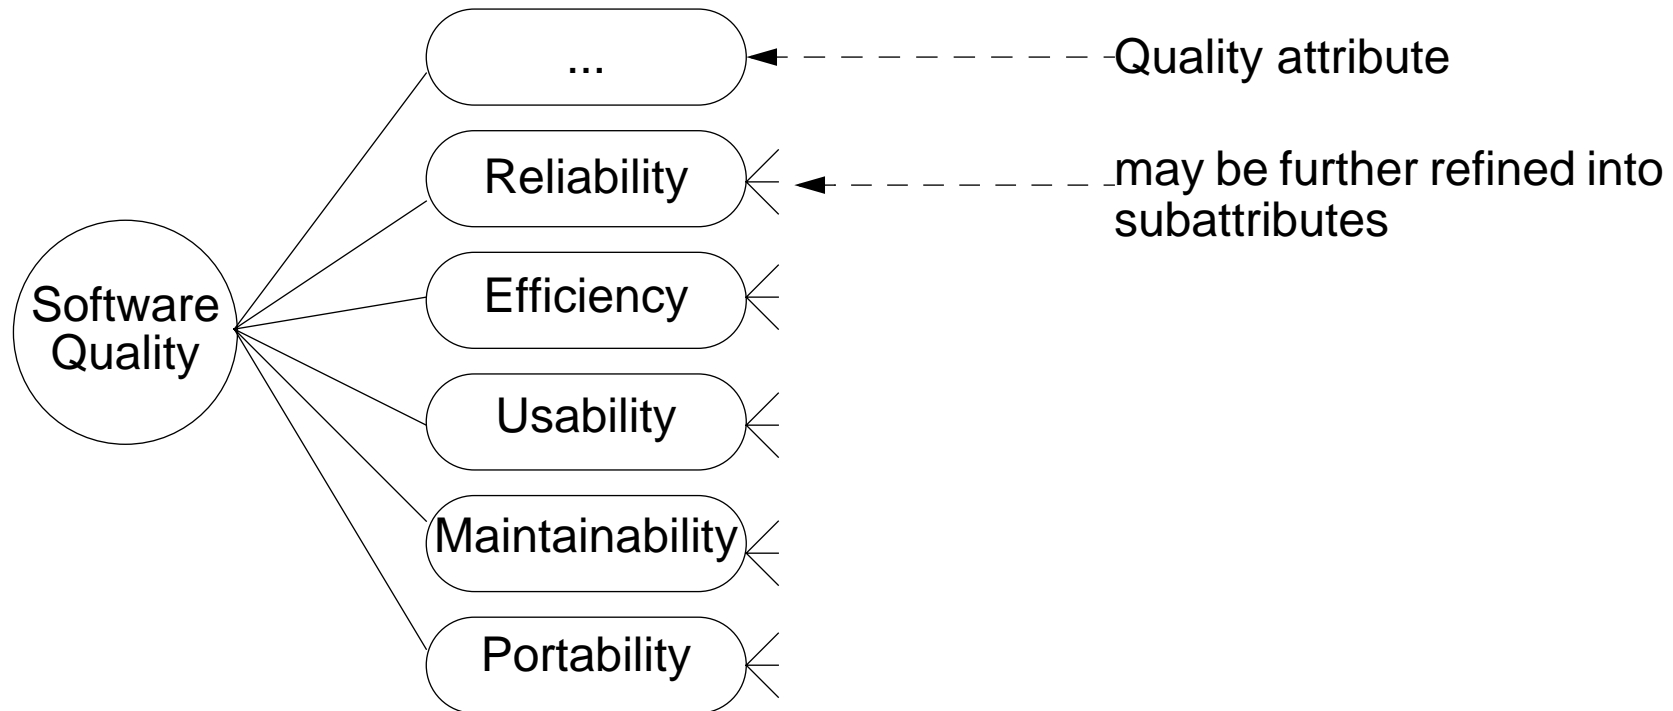 ...
Quality attribute
Reliability
may be further refined into
subattributes
Efficiency
Software
Quality
Usability
Maintainability
Portability